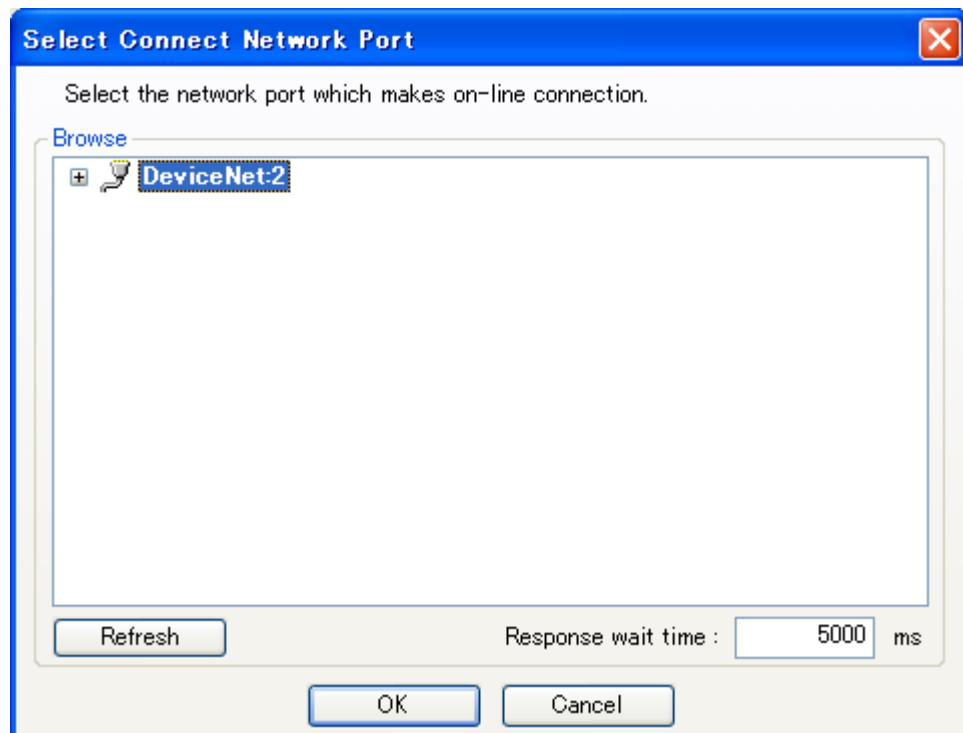 Select Connect Network Port
Select the network port which makes on-line connection.
Browse
DeviceNet:2
Refresh
Response wait time :
5000
ms
OK
Cancel